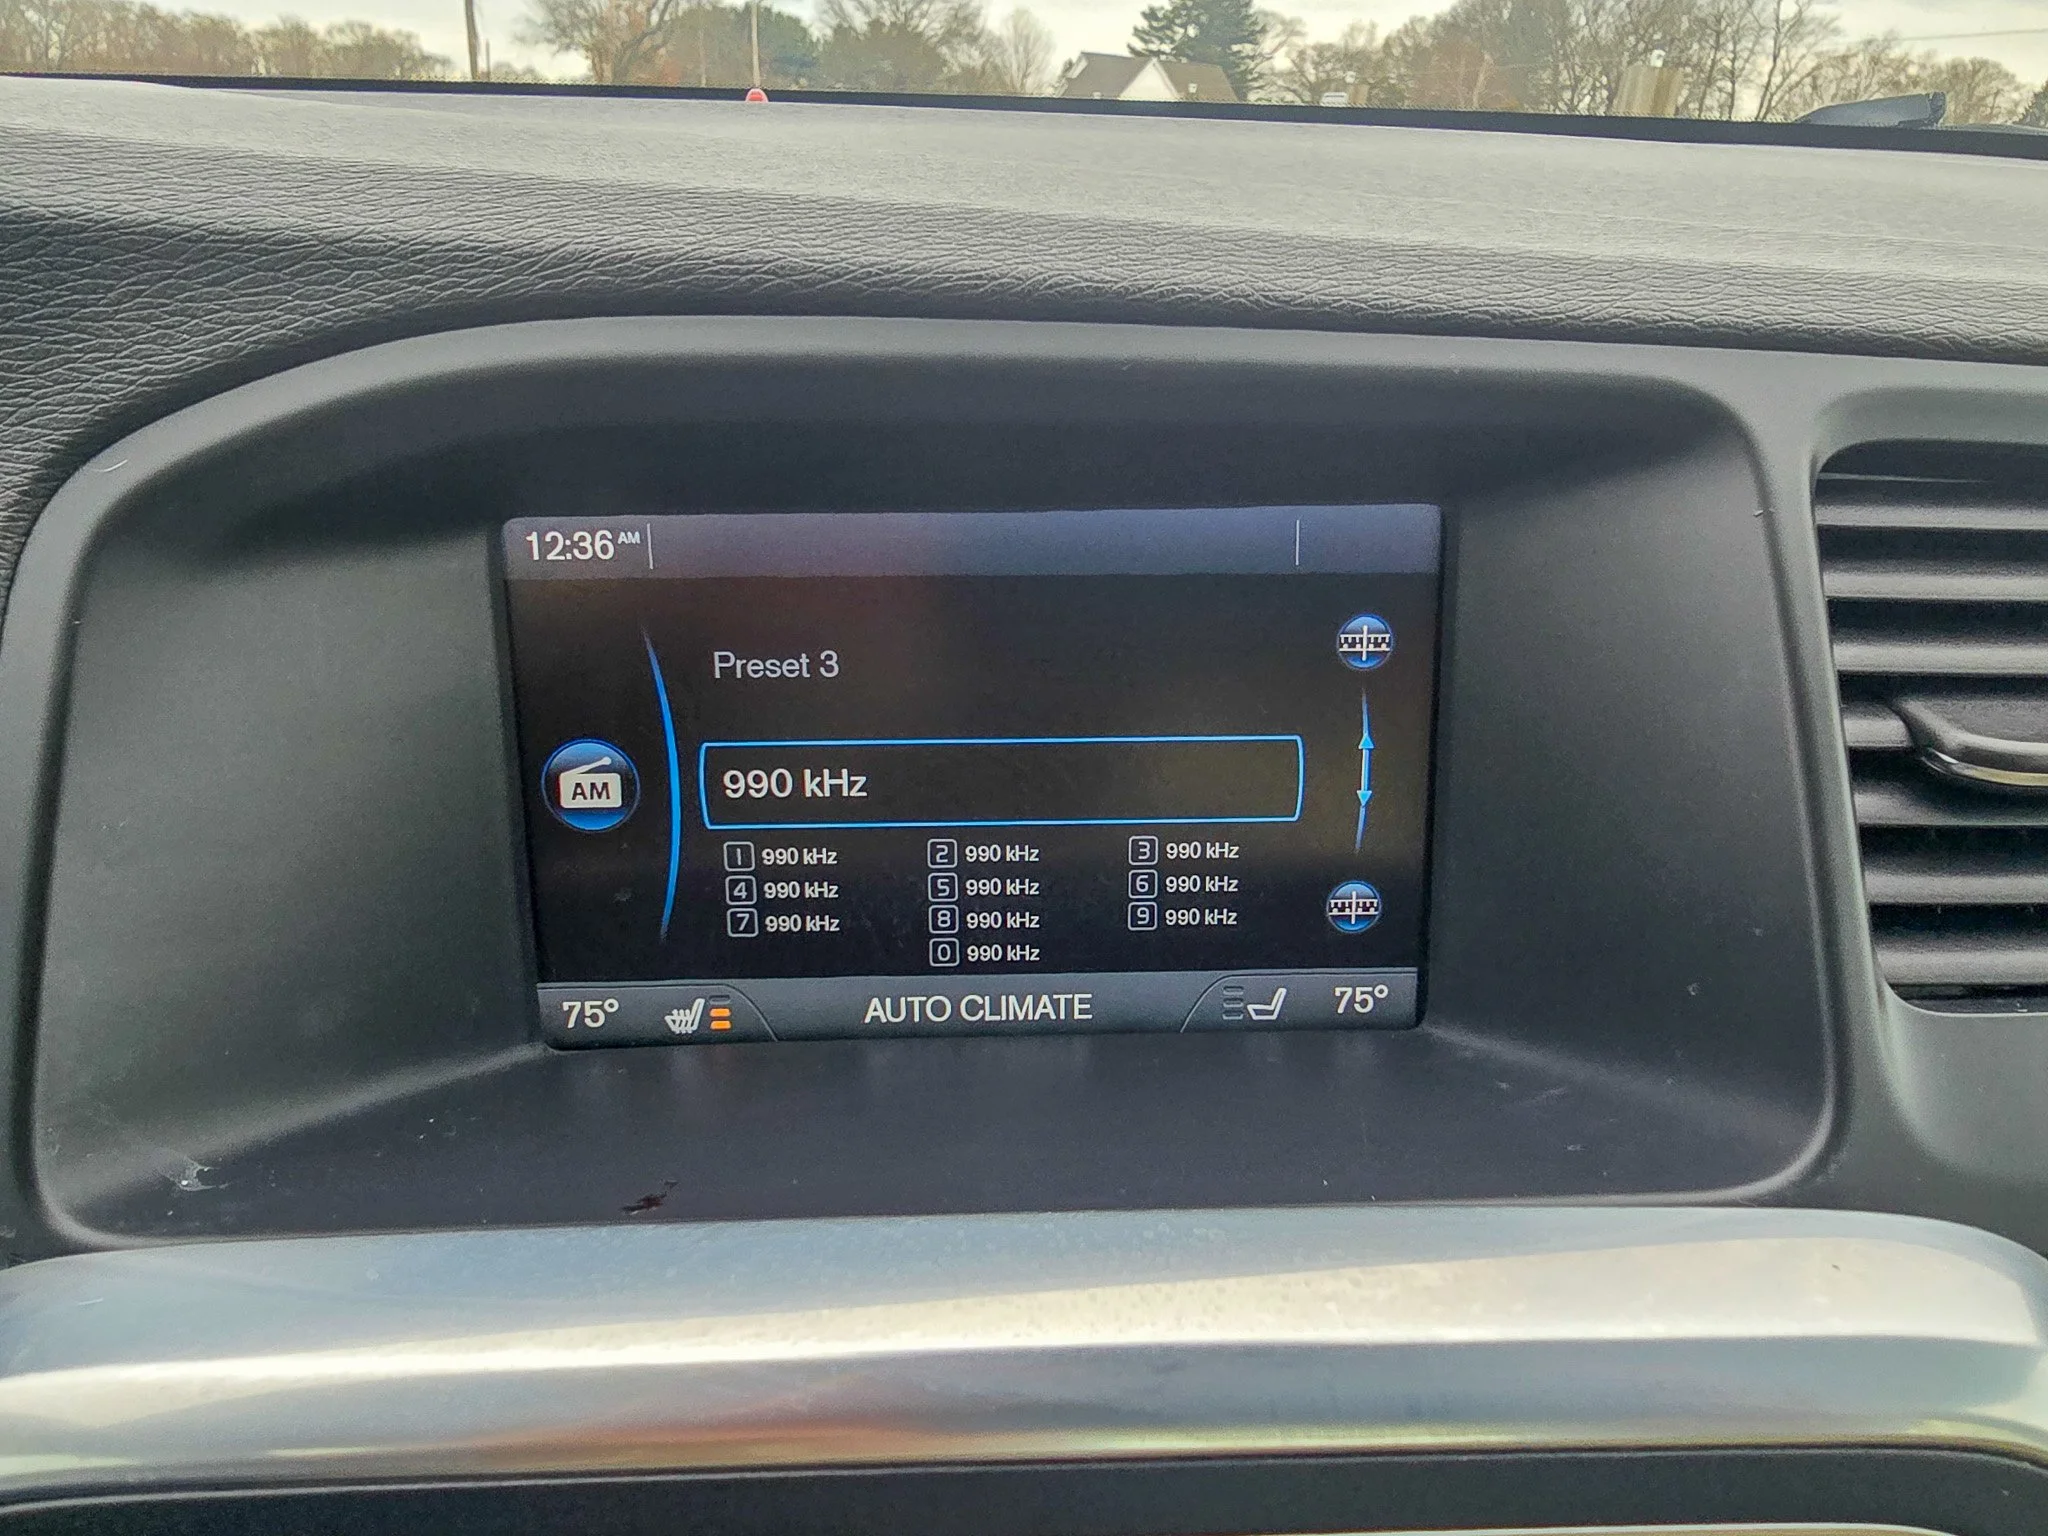 12:36 AM
Preset 3
AM
990 kHz
1 990 kHz 2 990 kHz 3 990 kHz
4 990 kHz 5 990 kHz 6 990 kHz
7 990 kHz 8 990 kHz 9 990 kHz
0 990 kHz
75° AUTO CLIMATE 75°